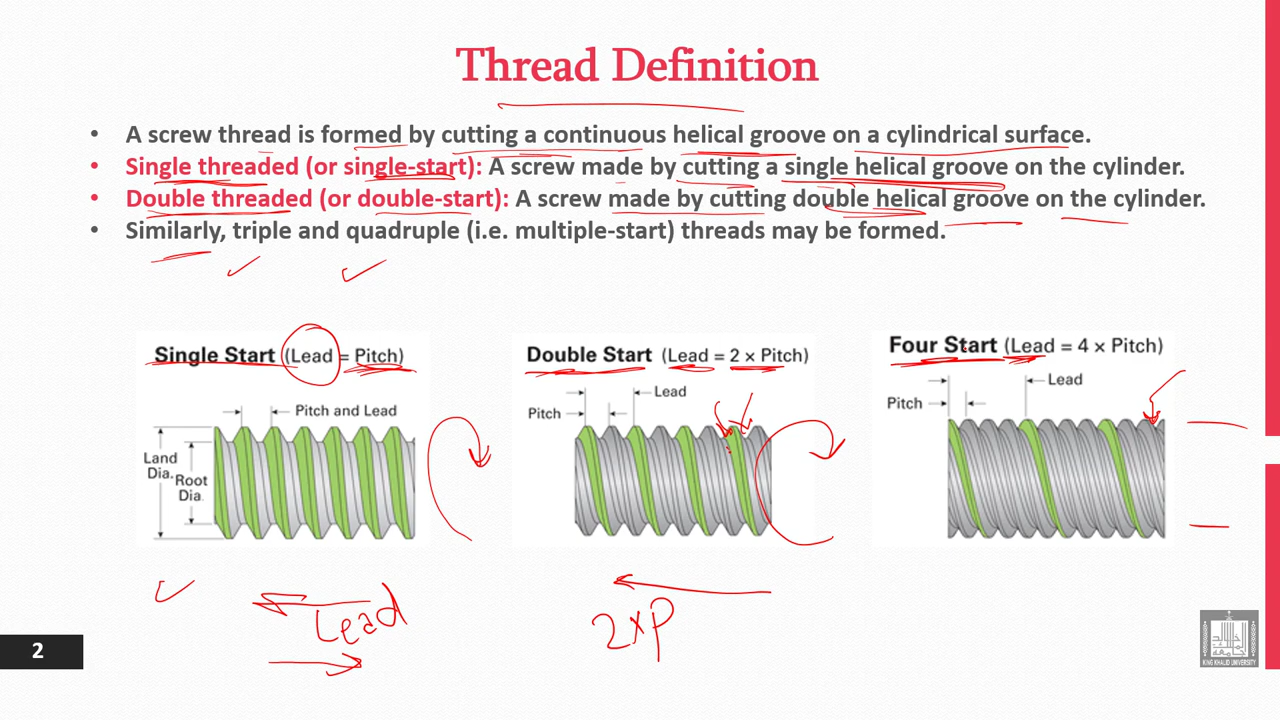 Thread Definition
• A screw thread is formed by cutting a continuous helical groove on a cylindrical surface.
• Single threaded (or single-start): A screw made by cutting a single helical groove on the cylinder.
• Double threaded (or double-start): A screw made by cutting double helical groove on the cylinder.
• Similarly, triple and quadruple (i.e. multiple-start) threads may be formed.
Single Start (Lead = Pitch)
Pitch and Lead
Land
Dia.
Root
Dia.
Lead
Double Start (Lead = 2 × Pitch)
Lead
Pitch
2×P
Four Start (Lead = 4 × Pitch)
Lead
Pitch
2
KING KHALID UNIVERSITY